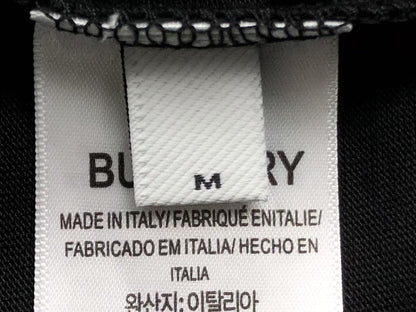 M
BU RY
MADE IN ITALY/ FABRIQUÉ ENITALIE/
FABRICADO EM ITALIA/ HECHO EN
ITALIA
원산지: 이탈리아